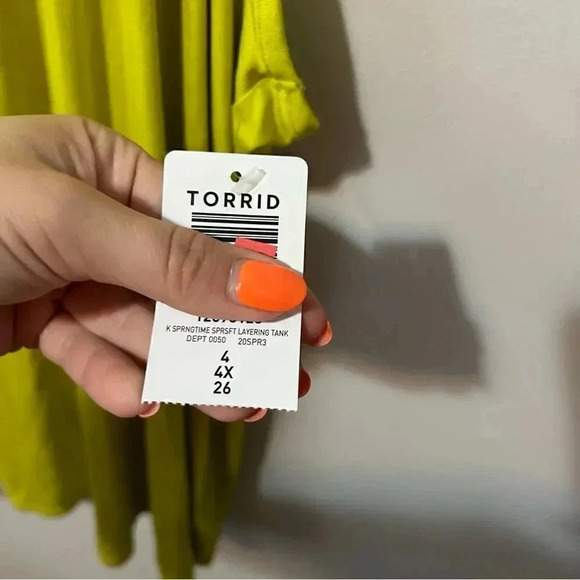 TORRID
K SPRNGTIME SPRSFT LAYERING TANK
DEPT 0050 20SPR3
4
4X
26